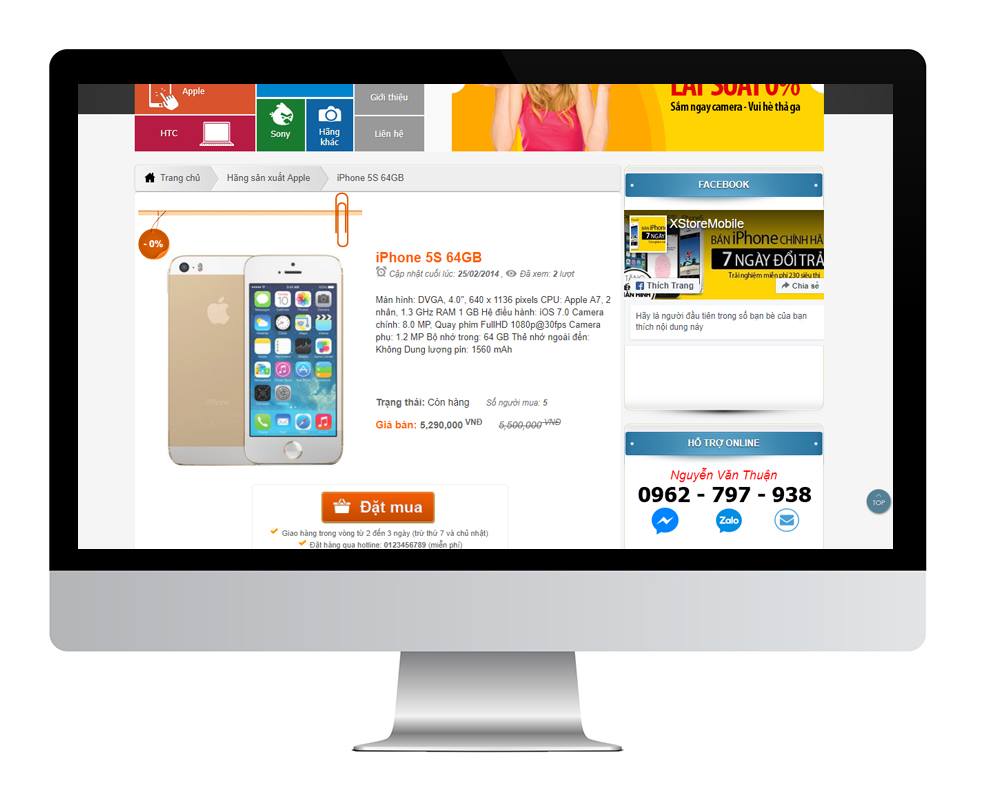 Apple
Giới thiệu
LÃI SUẤT 0%
Sắm ngay camera - Vui hè thả ga
HTC
Sony
Hãng
khác
Liên hệ
Trang chủ
Hãng sản xuất Apple
iPhone 5S 64GB
FACEBOOK
- 0%
XStoreMobile
BÁN iPhone CHÍNH HÃ
7 NGÀY ĐỔI TRẢ
Trải nghiệm miễn phí 230 siêu thị
Thích Trang
Chia sẻ
Hãy là người đầu tiên trong số bạn bè của bạn
thích nội dung này
iPhone 5S 64GB
Cập nhật cuối lúc: 25/02/2014 , Đã xem: 2 lượt
Màn hình: DVGA, 4.0", 640 x 1136 pixels CPU: Apple A7, 2
nhân, 1.3 GHz RAM 1 GB Hệ điều hành: iOS 7.0 Camera
chính: 8.0 MP, Quay phim FullHD 1080p@30fps Camera
phụ: 1.2 MP Bộ nhớ trong: 64 GB Thẻ nhớ ngoài đến:
Không Dung lượng pin: 1560 mAh
Trạng thái: Còn hàng Số người mua: 5
Giá bán: 5,290,000 VNĐ 5,500,000 VNĐ
HỖ TRỢ ONLINE
Nguyễn Văn Thuận
0962 - 797 - 938
Zalo
TOP
Đặt mua
Giao hàng trong vòng từ 2 đến 3 ngày (trừ thứ 7 và chủ nhật)
Đặt hàng qua hotline: 0123456789 (miễn phí)